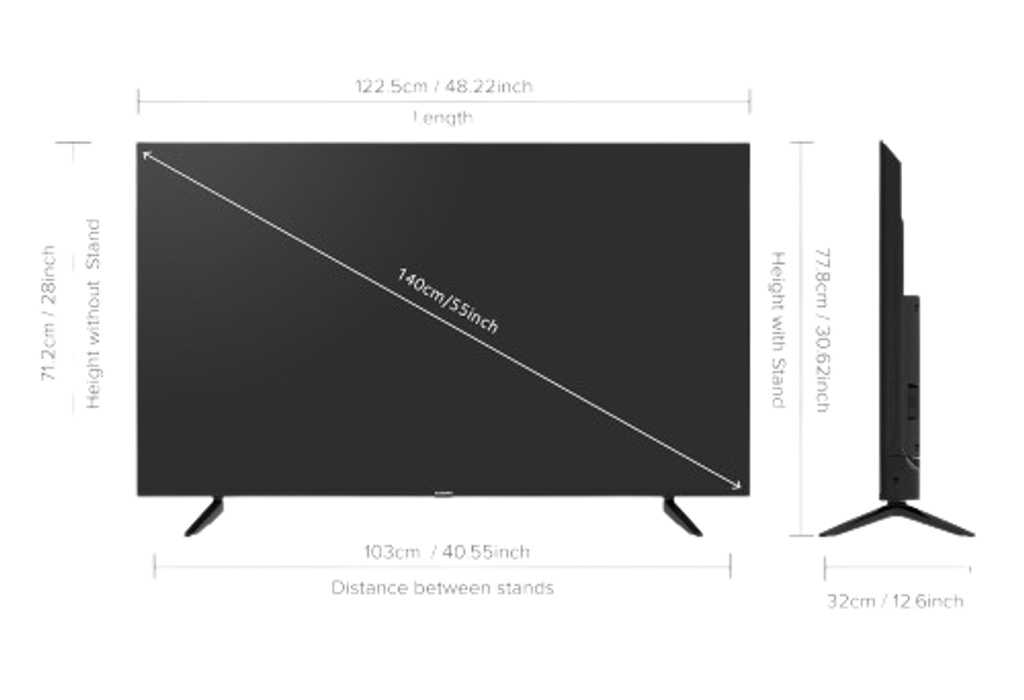 122.5cm / 48.22inch
Length
71.2cm / 28inch
Height without Stand
140cm/55inch
Height with Stand
77.8cm / 30.62inch
103cm / 40.55inch
Distance between stands
32cm / 12.6inch